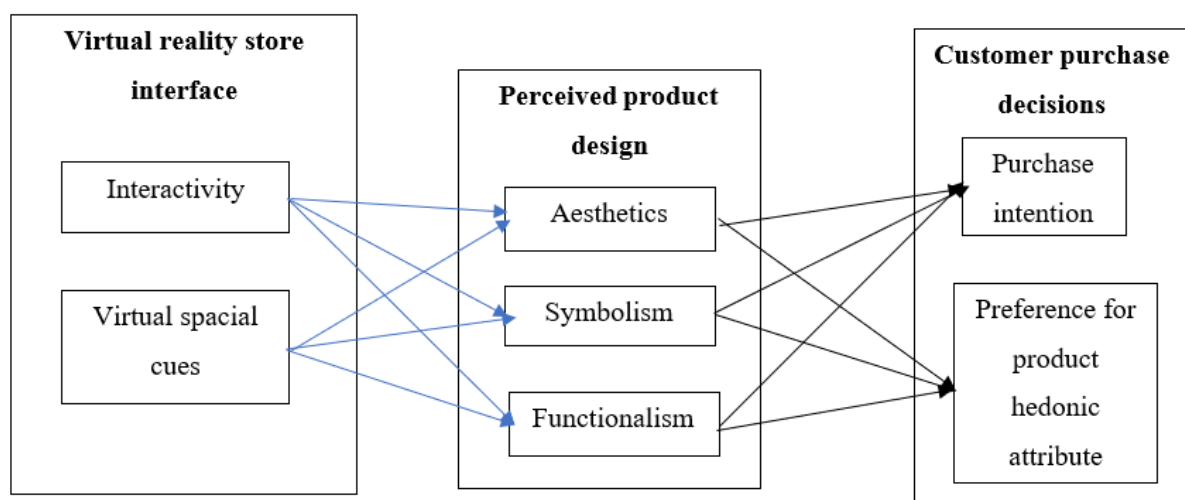 Virtual reality store
interface
Interactivity
Virtual spacial
cues
Perceived product
design
Aesthetics
Symbolism
Functionalism
Customer purchase
decisions
Purchase
intention
Preference for
product
hedonic
attribute